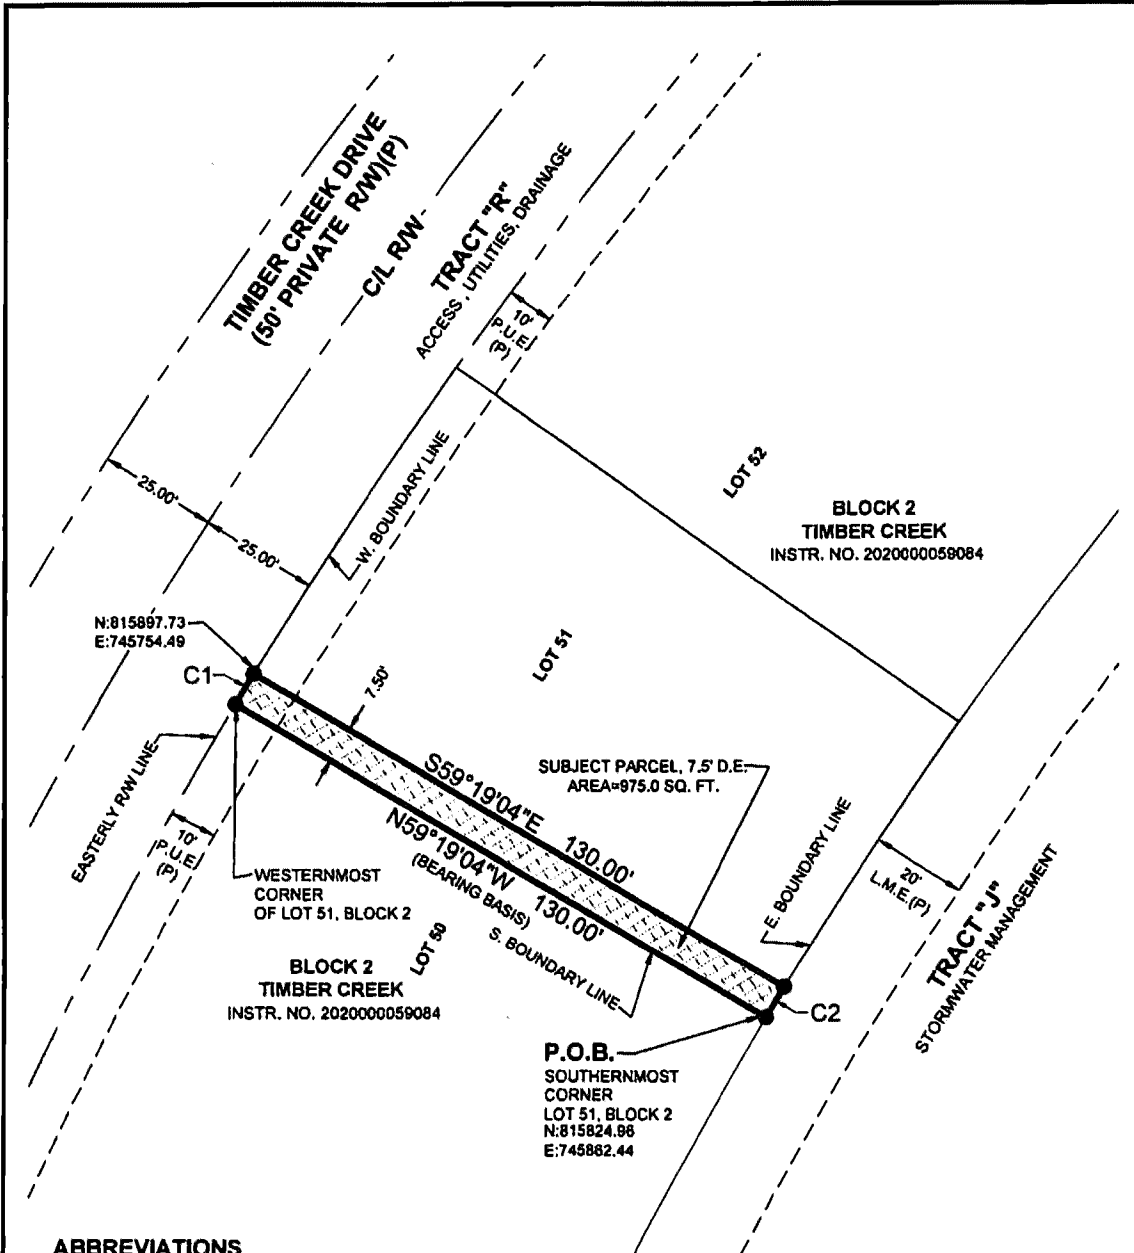 TIMBER CREEK DRIVE
(50' PRIVATE R/W)(P)
C/L R/W
TRACT "R"
ACCESS, UTILITIES, DRAINAGE
10'
P.U.E.
(P)
25.00'
25.00'
W. BOUNDARY LINE
LOT 52
BLOCK 2
TIMBER CREEK
INSTR. NO. 2020000059084
N:815897.73
E:745754.49
C1
7.50'
LOT 51
EASTERLY R/W LINE
S59°19'04"E 130.00'
SUBJECT PARCEL, 7.5' D.E.
AREA=975.0 SQ. FT.
N59°19'04"W 130.00'
(BEARING BASIS)
10'
P.U.E.
(P)
WESTERNMOST
CORNER
OF LOT 51, BLOCK 2
E. BOUNDARY LINE
20'
L.M.E.(P)
TRACT "J"
STORMWATER MANAGEMENT
LOT 50
S. BOUNDARY LINE
BLOCK 2
TIMBER CREEK
INSTR. NO. 2020000059084
C2
P.O.B.
SOUTHERNMOST
CORNER
LOT 51, BLOCK 2
N:815824.98
E:745862.44
ABBREVIATIONS